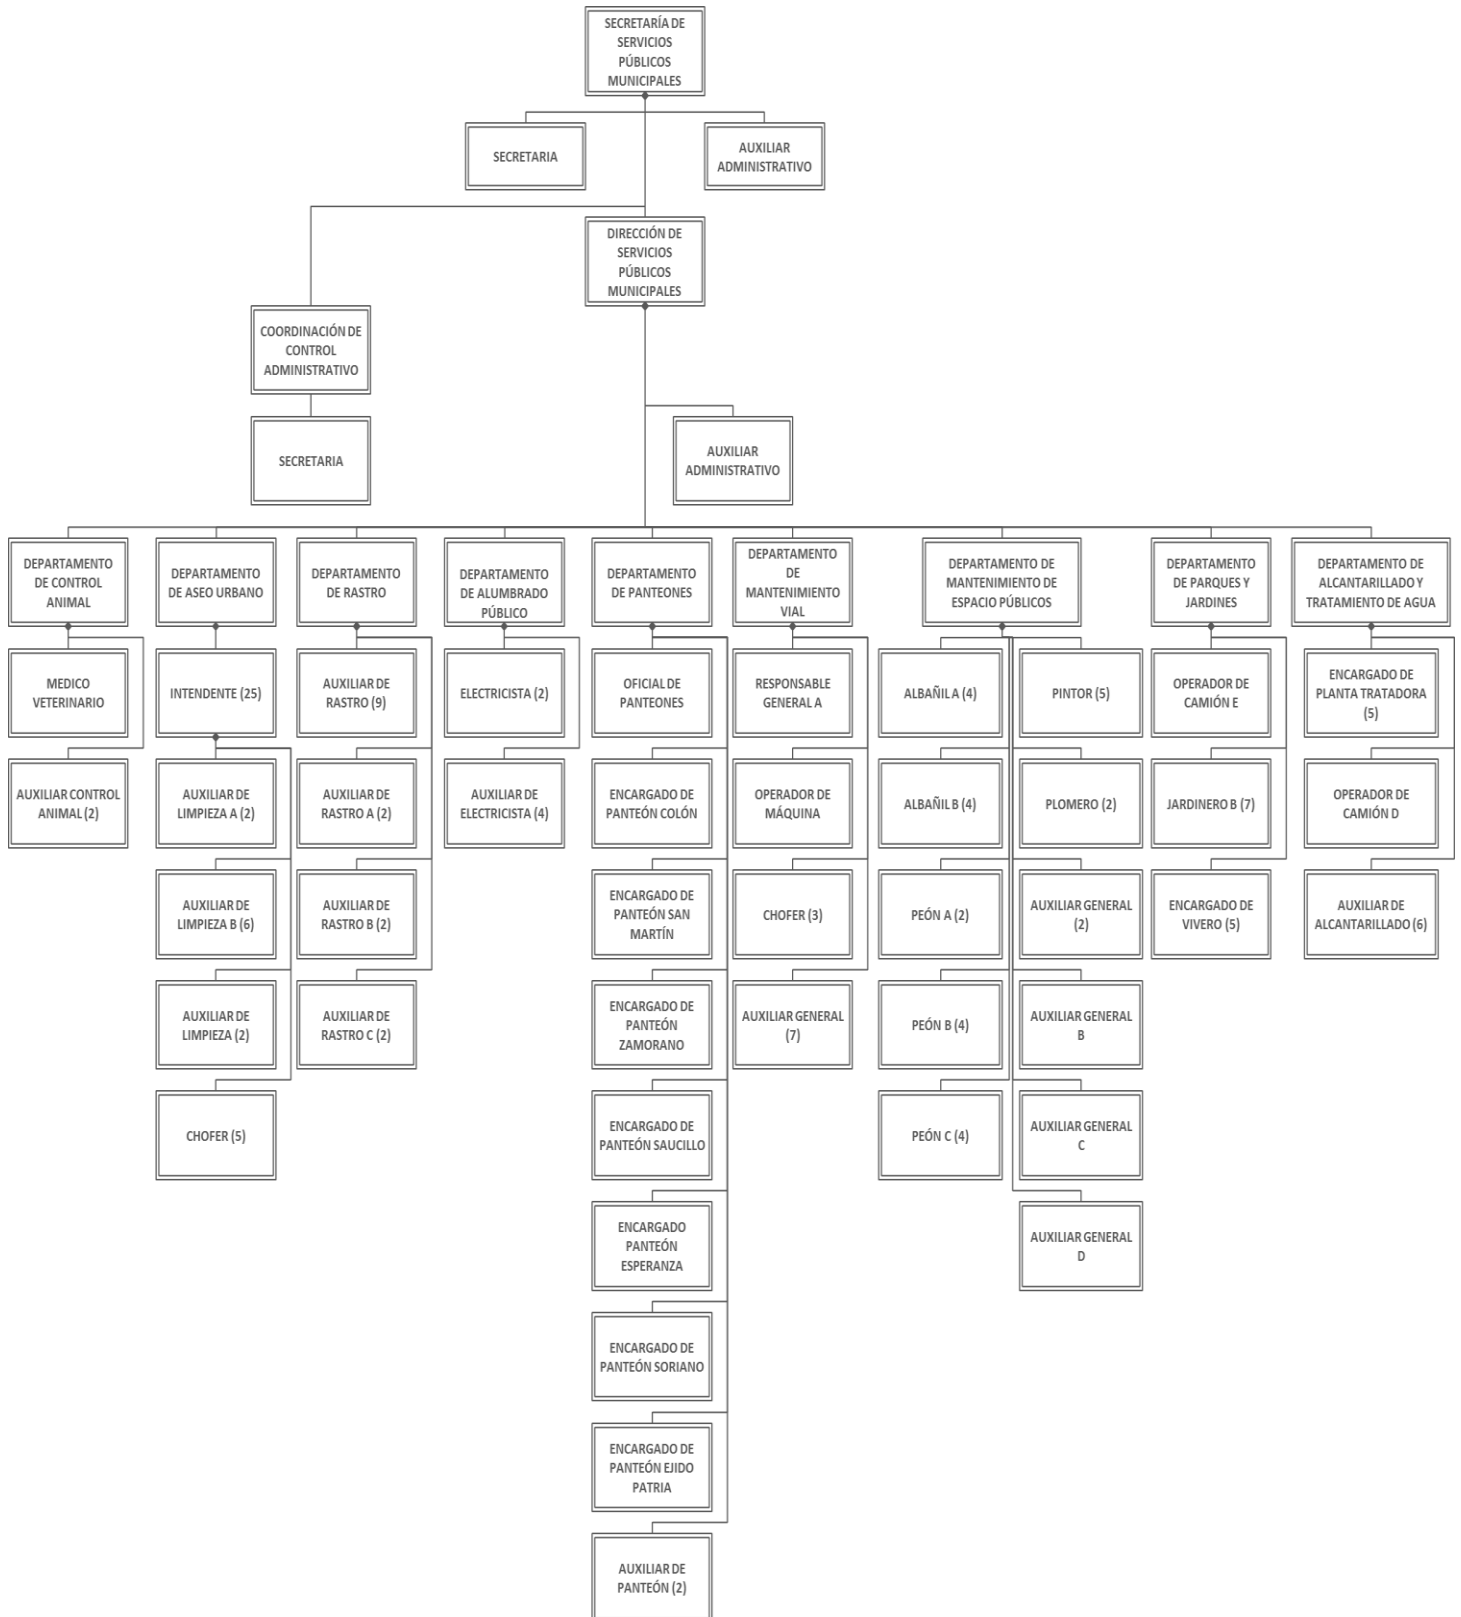 SECRETARÍA DE
SERVICIOS
PÚBLICOS
MUNICIPALES
SECRETARIA
AUXILIAR
ADMINISTRATIVO
DIRECCIÓN DE
SERVICIOS
PÚBLICOS
MUNICIPALES
COORDINACIÓN DE
CONTROL
ADMINISTRATIVO
SECRETARIA
AUXILIAR
ADMINISTRATIVO
DEPARTAMENTO
DE CONTROL
ANIMAL
MEDICO
VETERINARIO
AUXILIAR CONTROL
ANIMAL (2)
DEPARTAMENTO
DE ASEO URBANO
INTENDENTE (25)
AUXILIAR DE
LIMPIEZA A (2)
AUXILIAR DE
LIMPIEZA B (6)
AUXILIAR DE
LIMPIEZA (2)
CHOFER (5)
DEPARTAMENTO
DE RASTRO
AUXILIAR DE
RASTRO (9)
AUXILIAR DE
RASTRO A (2)
AUXILIAR DE
RASTRO B (2)
AUXILIAR DE
RASTRO C (2)
DEPARTAMENTO
DE ALUMBRADO
PÚBLICO
ELECTRICISTA (2)
AUXILIAR DE
ELECTRICISTA (4)
DEPARTAMENTO
DE PANTEONES
OFICIAL DE
PANTEONES
ENCARGADO DE
PANTEÓN COLÓN
ENCARGADO DE
PANTEÓN SAN
MARTÍN
ENCARGADO DE
PANTEÓN
ZAMORANO
ENCARGADO DE
PANTEÓN SAUCILLO
ENCARGADO
PANTEÓN
ESPERANZA
ENCARGADO DE
PANTEÓN SORIANO
ENCARGADO DE
PANTEÓN EJIDO
PATRIA
AUXILIAR DE
PANTEÓN (2)
DEPARTAMENTO
DE
MANTENIMIENTO
VIAL
RESPONSABLE
GENERAL A
OPERADOR DE
MÁQUINA
CHOFER (3)
AUXILIAR GENERAL
(7)
DEPARTAMENTO DE
MANTENIMIENTO DE
ESPACIO PÚBLICOS
ALBAÑIL A (4)
ALBAÑIL B (4)
PEÓN A (2)
PEÓN B (4)
PEÓN C (4)
PINTOR (5)
PLOMERO (2)
AUXILIAR GENERAL
(2)
AUXILIAR GENERAL
B
AUXILIAR GENERAL
C
AUXILIAR GENERAL
D
DEPARTAMENTO
DE PARQUES Y
JARDINES
OPERADOR DE
CAMIÓN E
JARDINERO B (7)
ENCARGADO DE
VIVERO (5)
DEPARTAMENTO DE
ALCANTARILLADO Y
TRATAMIENTO DE AGUA
ENCARGADO DE
PLANTA TRATADORA
(5)
OPERADOR DE
CAMIÓN D
AUXILIAR DE
ALCANTARILLADO (6)